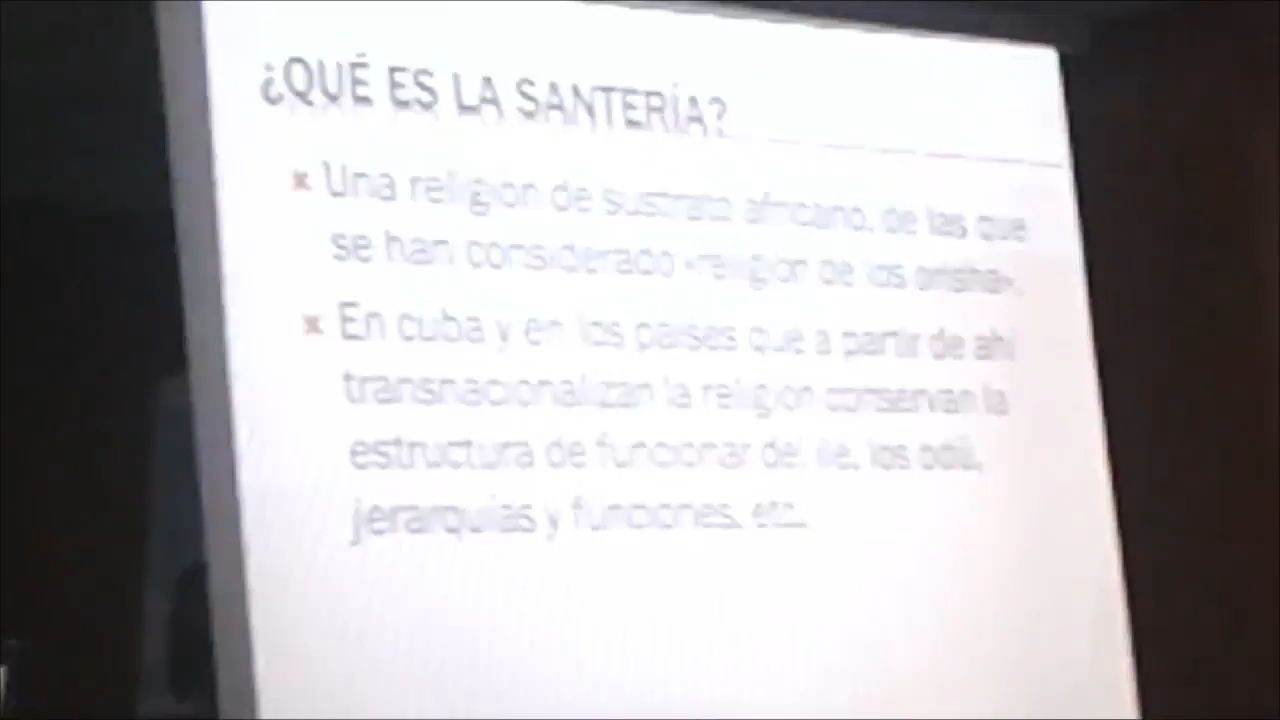 ¿QUÉ ES LA SANTERÍA?
Una religion de sustrato africano, de las que
se han considerado «religion de los orisha».
En cuba y en los paises que a partir de ahí
transnacionalizan la religion conservan la
estructura de funcionar del ile, los odú,
jerarquías y funciones, etc.